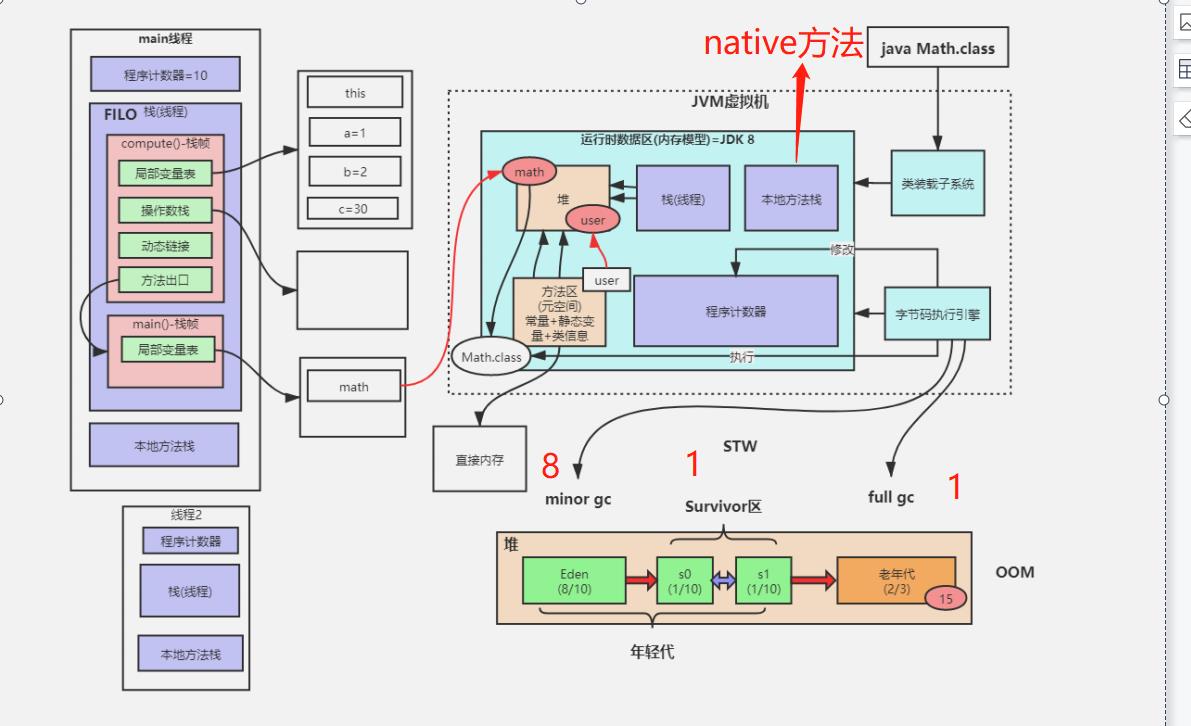 main线程
程序计数器=10
FILO 栈(线程)
compute()-栈帧
局部变量表
操作数栈
动态链接
方法出口
main()-栈帧
局部变量表
本地方法栈
this
a=1
b=2
c=30
math
线程2
程序计数器
栈(线程)
本地方法栈
native方法
java Math.class
JVM虚拟机
运行时数据区(内存模型)=JDK 8
math
堆
user
栈(线程)
本地方法栈
类装载子系统
修改
user
方法区
(元空间)
常量+静态变
量+类信息
程序计数器
字节码执行引擎
Math.class
执行
直接内存
8
minor gc
1
STW
Survivor区
full gc
1
堆
Eden
(8/10)
s0
(1/10)
s1
(1/10)
老年代
(2/3)
15
OOM
年轻代